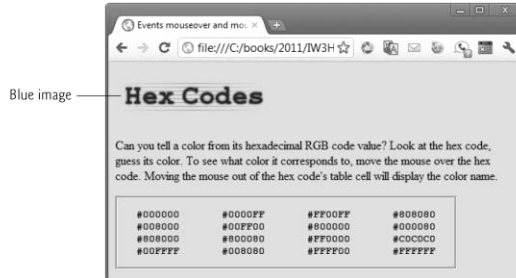 Events mouseover and mou
file:///C:/books/2011/IW3H
Blue image
Hex Codes
Can you tell a color from its hexadecimal RGB code value? Look at the hex code,
guess its color. To see what color it corresponds to, move the mouse over the hex
code. Moving the mouse out of the hex code's table cell will display the color name.
#000000 #0000FF #FF00FF #808080
#008000 #00FF00 #800000 #000080
#808000 #800080 #FF0000 #C0C0C0
#00FFFF #008080 #FFFF00 #FFFFFF